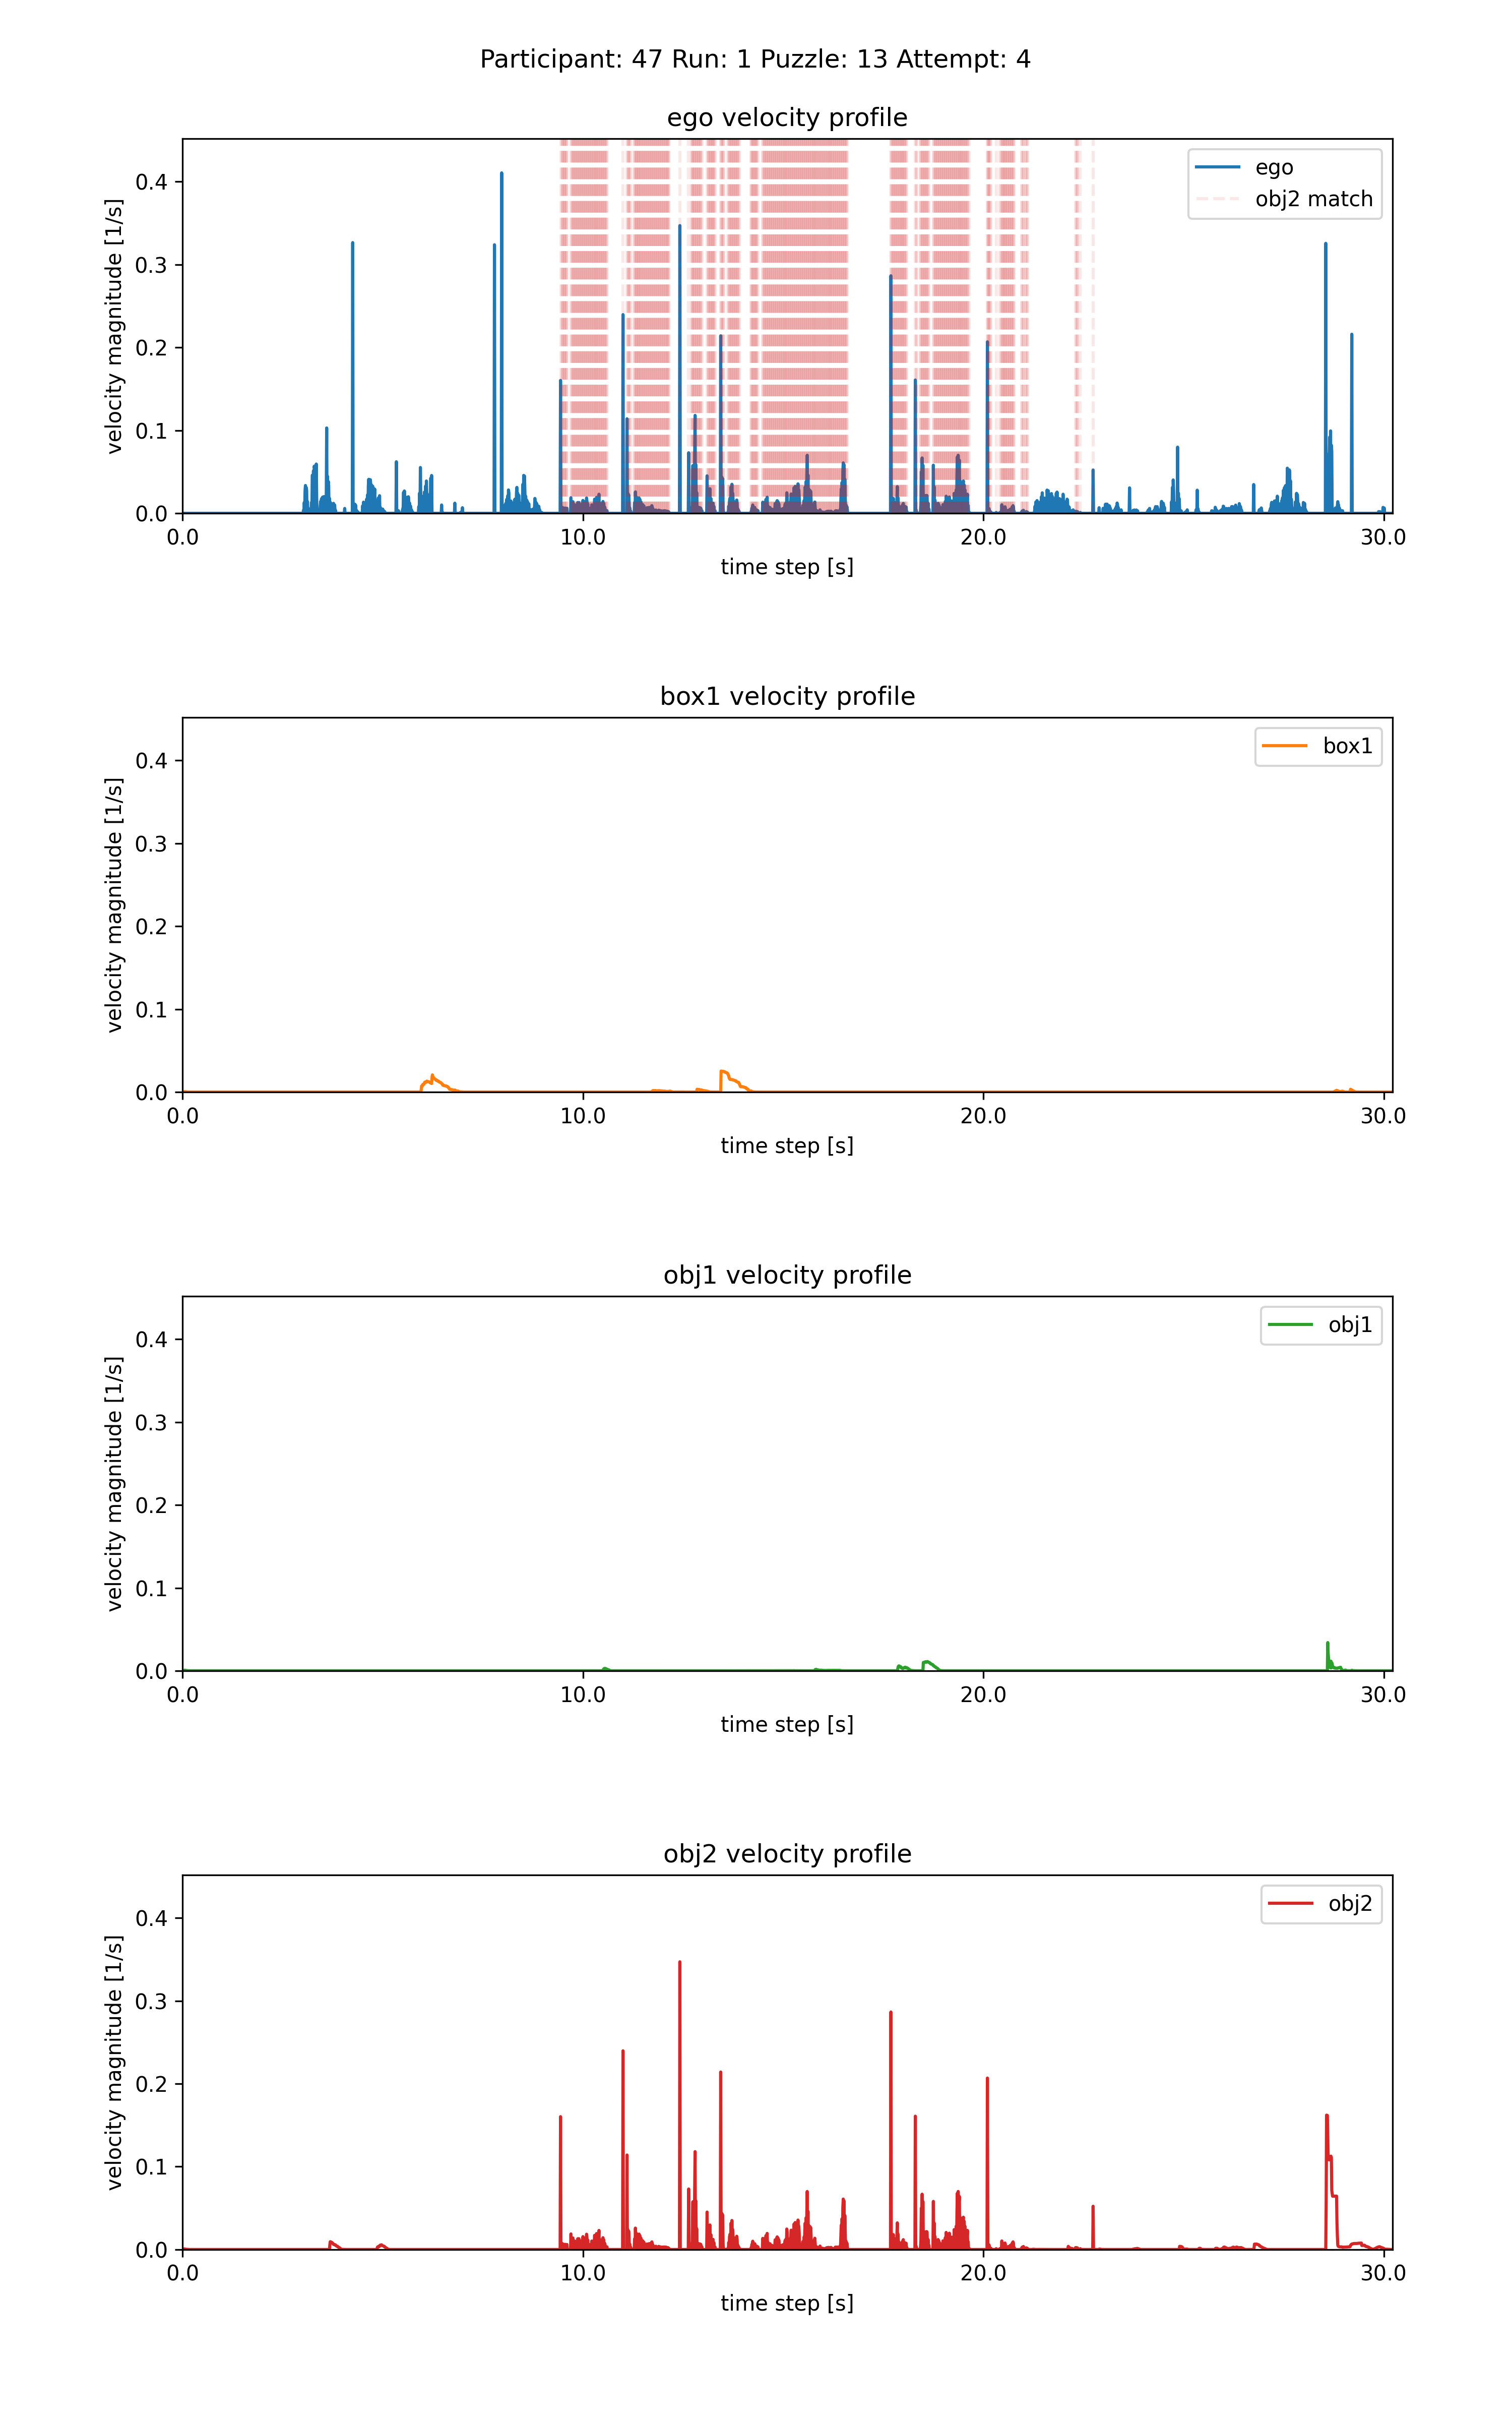 Participant: 47 Run: 1 Puzzle: 13 Attempt: 4
ego velocity profile
velocity magnitude [1/s]
0.4
0.3
0.2
0.1
0.0
ego
obj2 match
0.0 10.0 20.0 30.0
time step [s]
box1 velocity profile
velocity magnitude [1/s]
0.4
0.3
0.2
0.1
0.0
box1
0.0 10.0 20.0 30.0
time step [s]
obj1 velocity profile
velocity magnitude [1/s]
0.4
0.3
0.2
0.1
0.0
obj1
0.0 10.0 20.0 30.0
time step [s]
obj2 velocity profile
velocity magnitude [1/s]
0.4
0.3
0.2
0.1
0.0
obj2
0.0 10.0 20.0 30.0
time step [s]